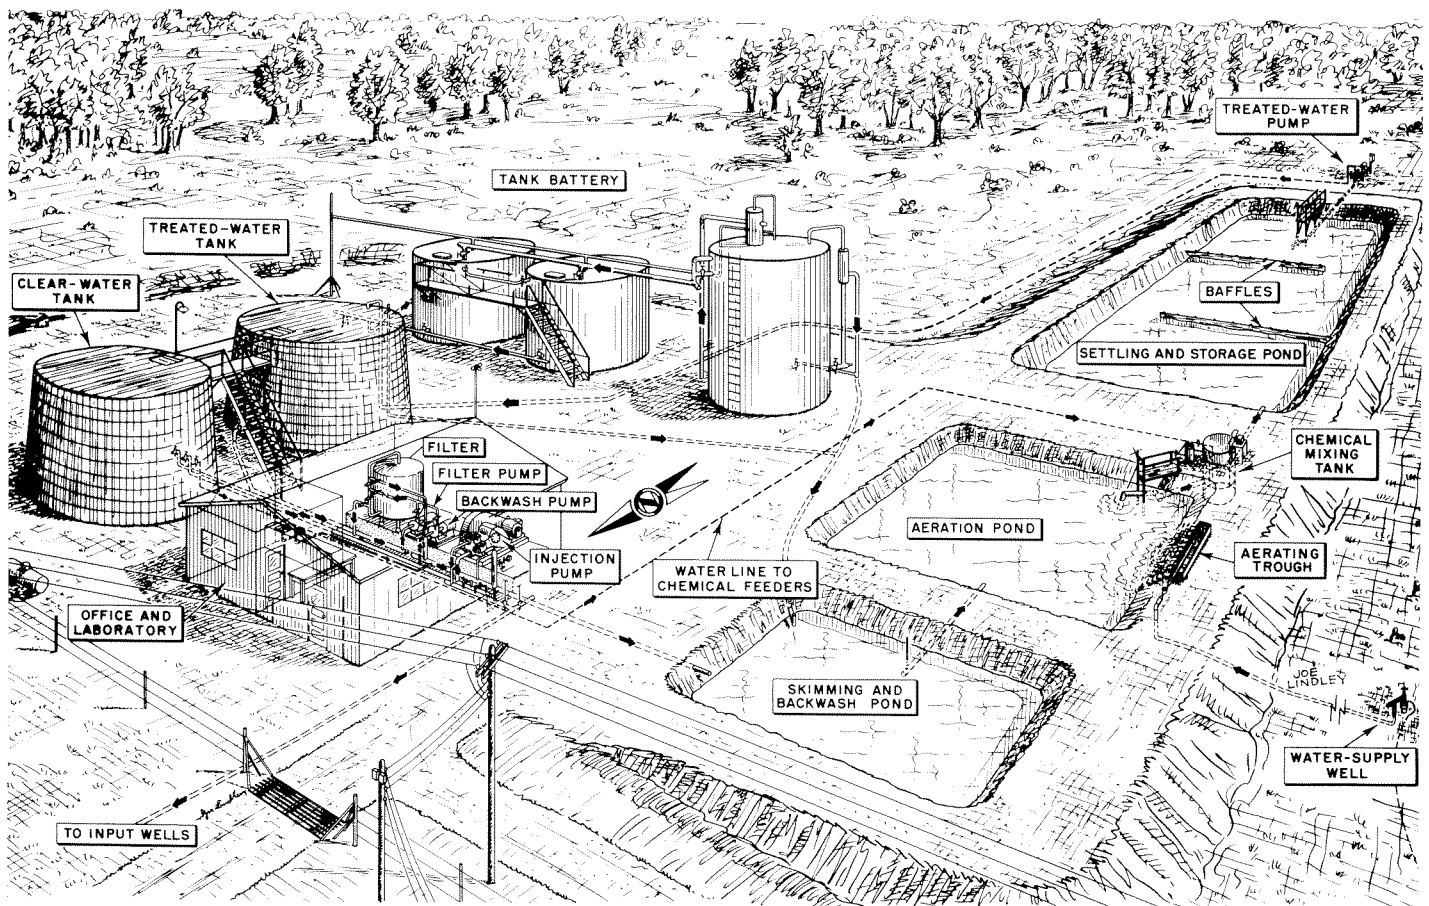 TREATED-WATER
PUMP
TANK BATTERY
TREATED-WATER
TANK
CLEAR-WATER
TANK
BAFFLES
SETTLING AND STORAGE POND
CHEMICAL
MIXING
TANK
FILTER
FILTER PUMP
BACKWASH PUMP
INJECTION
PUMP
AERATION POND
AERATING
TROUGH
WATER LINE TO
CHEMICAL FEEDERS
OFFICE AND
LABORATORY
SKIMMING AND
BACKWASH POND
JOE
LINDLEY
WATER-SUPPLY
WELL
TO INPUT WELLS